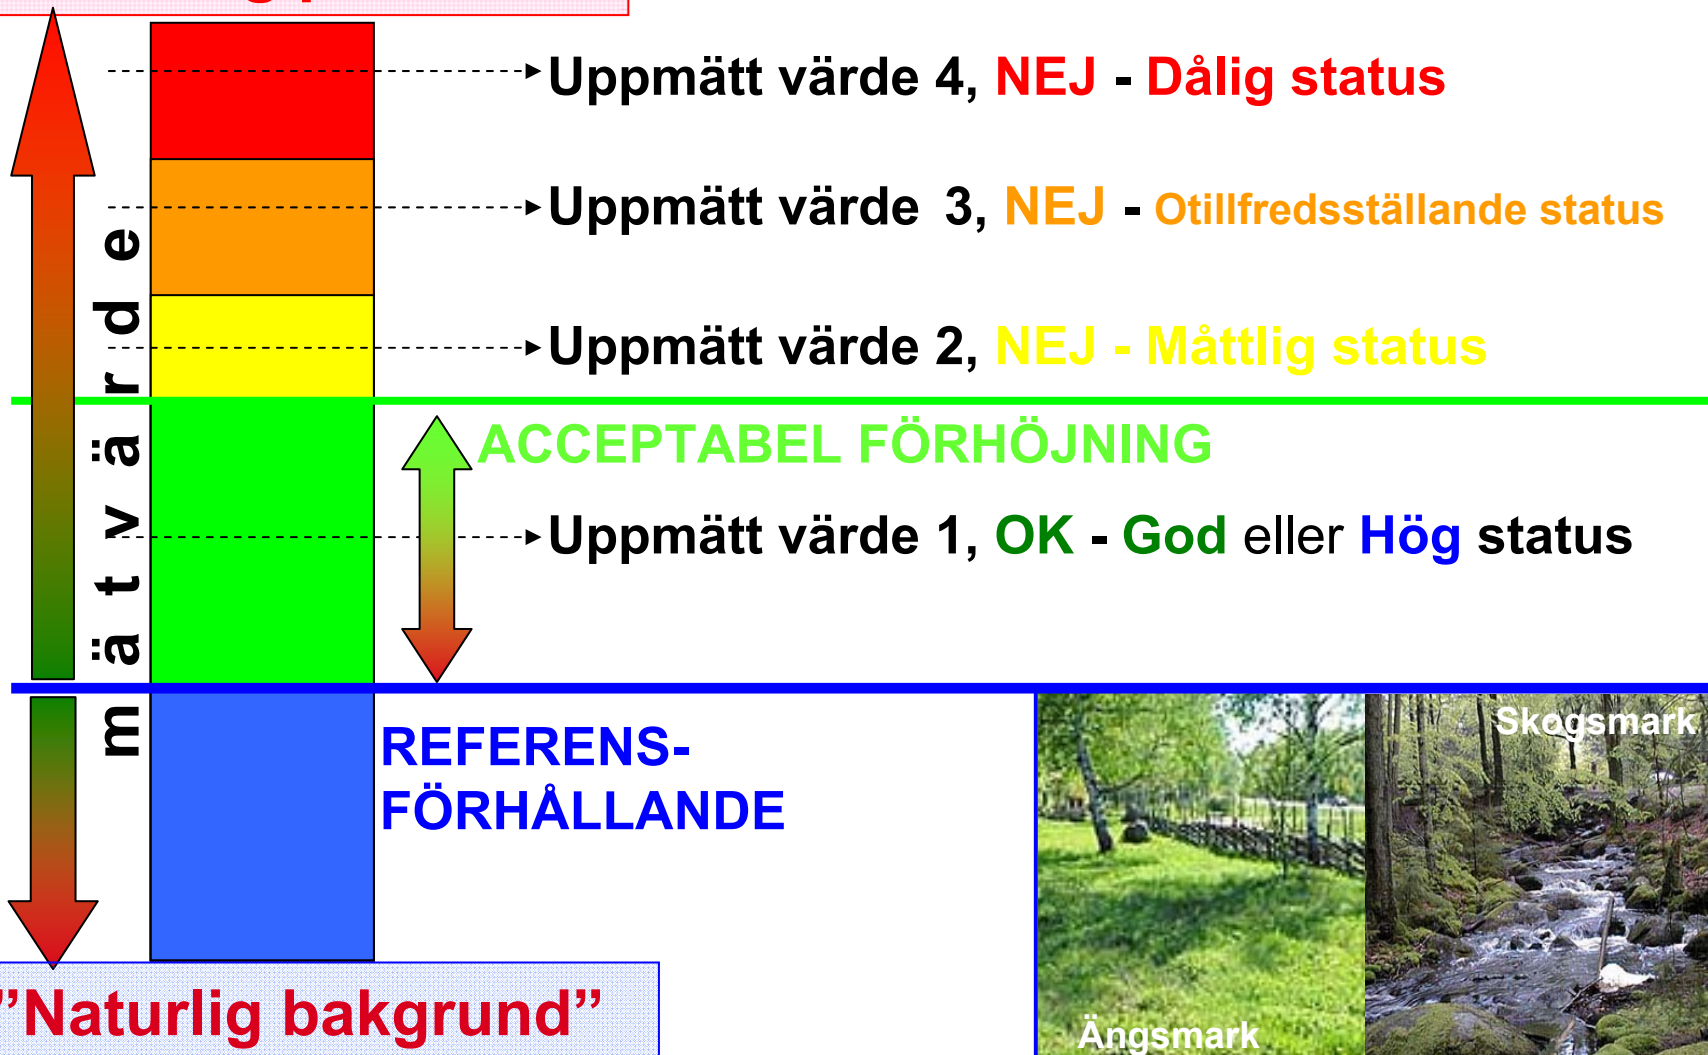 Uppmätt värde 4, NEJ - Dålig status
Uppmätt värde 3, NEJ - Otillfredsställande status
Uppmätt värde 2, NEJ - Måttlig status
mätvärde
ACCEPTABEL FÖRHÖJNING
Uppmätt värde 1, OK - God eller Hög status
REFERENS-
FÖRHÅLLANDE
Skogsmark
Ängsmark
”Naturlig bakgrund”